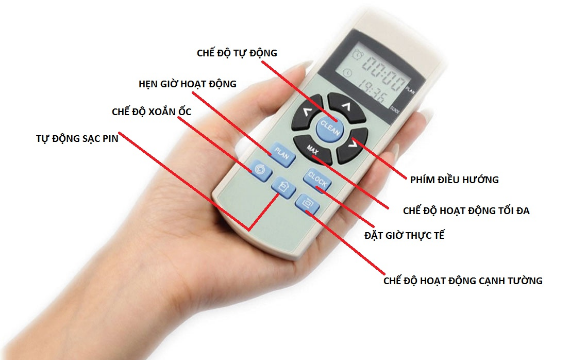 CHẾ ĐỘ TỰ ĐỘNG
HẸN GIỜ HOẠT ĐỘNG
CHẾ ĐỘ XOẮN ỐC
TỰ ĐỘNG SẠC PIN
00:00
PLAN
19:36
CLEAN
MAX
PLAN
CLOCK
PHÍM ĐIỀU HƯỚNG
CHẾ ĐỘ HOẠT ĐỘNG TỐI ĐA
ĐẶT GIỜ THỰC TẾ
CHẾ ĐỘ HOẠT ĐỘNG CẠNH TƯỜNG